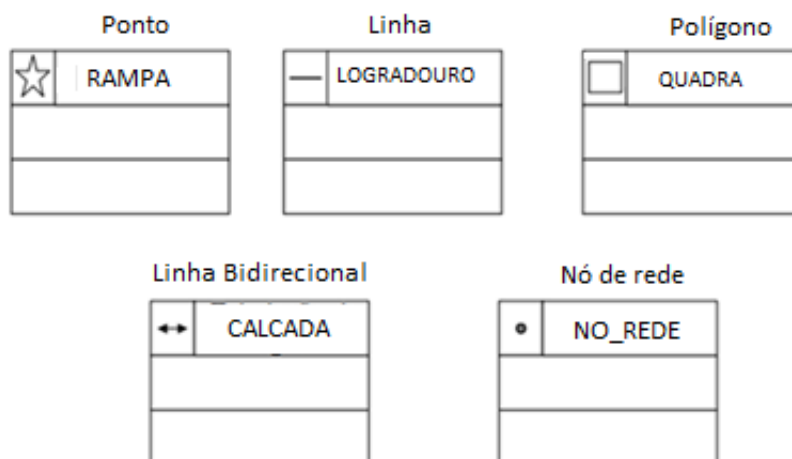 Ponto
Linha
Polígono
RAMPA
LOGRADOURO
QUADRA
Linha Bidirecional
Nó de rede
CALCADA
NO_REDE